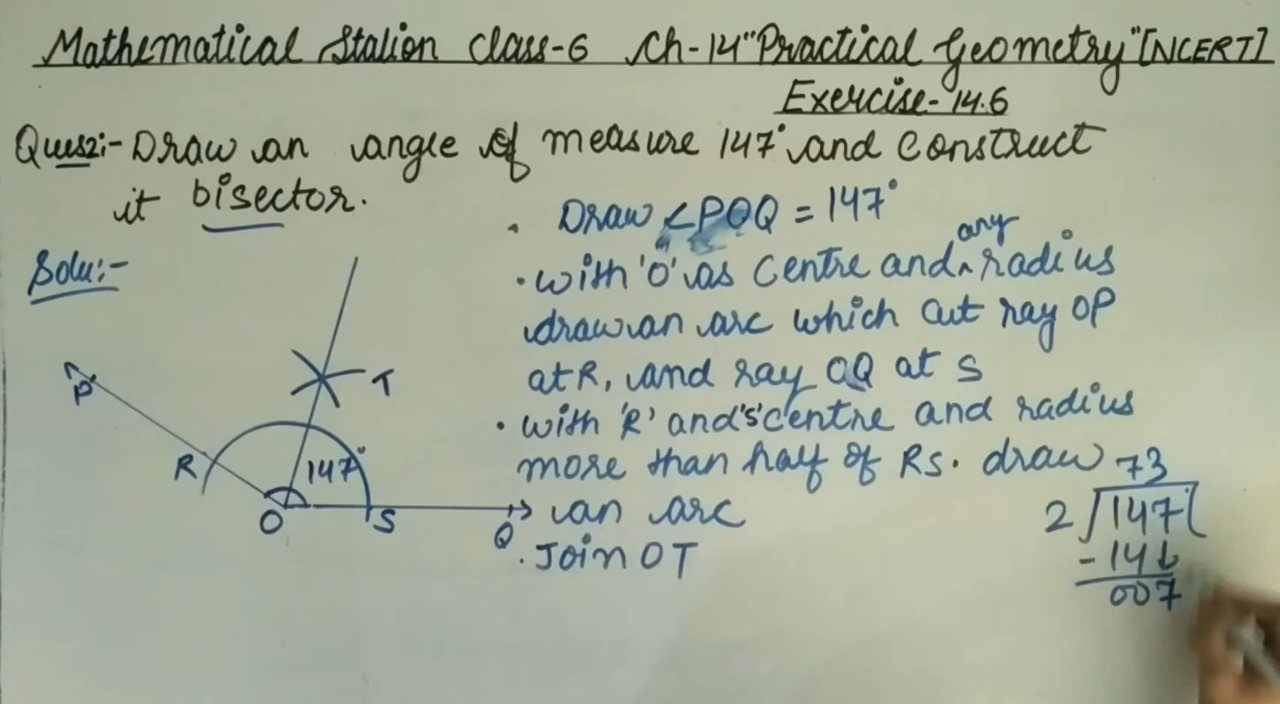 Mathematical Stalion Class-6 Ch-14 "Practical Geometry" [NCERT]
Exercise-14.6
Ques2:- Draw an angle of measure 147° and construct
it bisector.
Solu:-
. Draw ∠POQ = 147°
• with 'O' as Centre and ^ any radius
draw an arc which cut ray OP
at R, and ray OQ at S
• with 'R' and 's' centre and radius
more than half of RS. draw
an arc
. Join OT
P
R
O
147°
S
Q
T
73
2 147
- 14↓
007